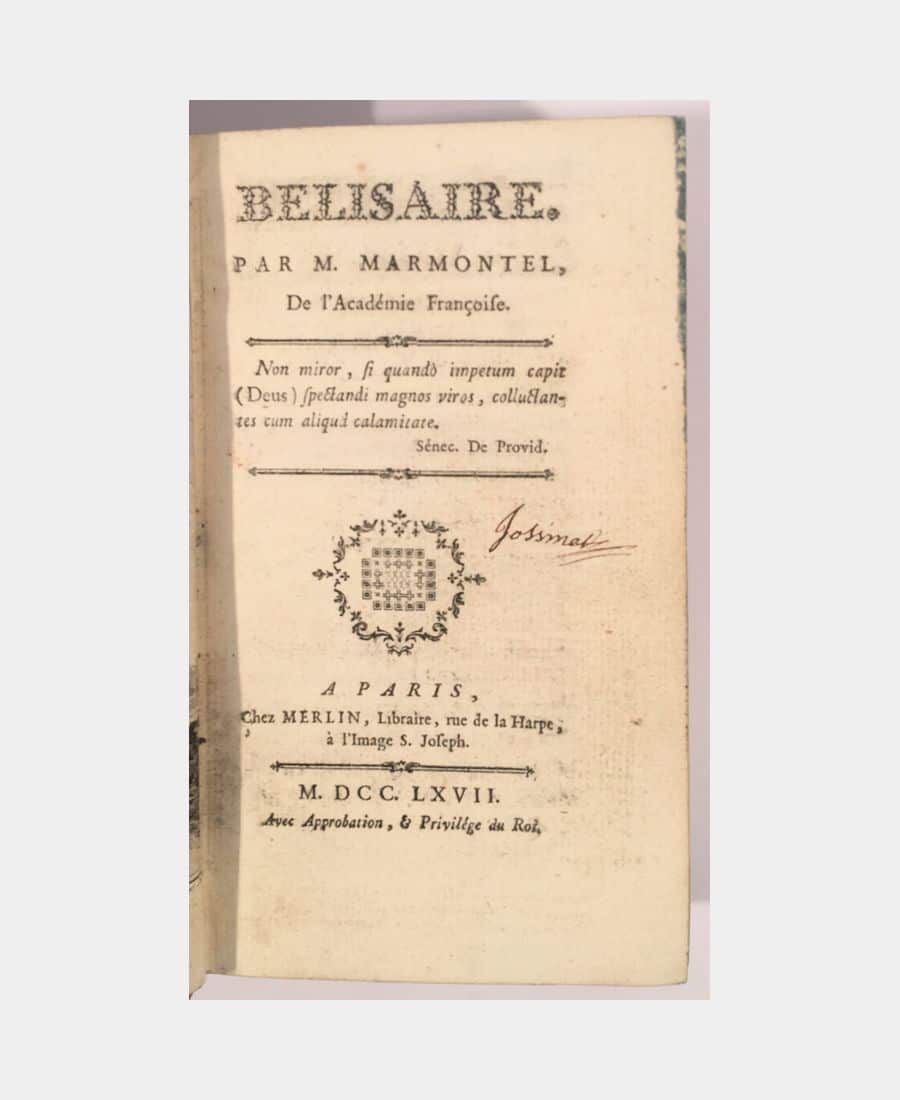 BELISAIRE.
PAR M. MARMONTEL,
De l'Académie Françoiſe.
Non miror, ſi quandò impetum capit
(Deus) ſpectandi magnos viros, colluctan-
tes cum aliquâ calamitate.
Sénec. De Provid.
A PARIS,
Chez MERLIN, Libraire, rue de la Harpe,
à l'Image S. Joſeph.
M. DCC. LXVII.
Avec Approbation, & Privilége du Roi.